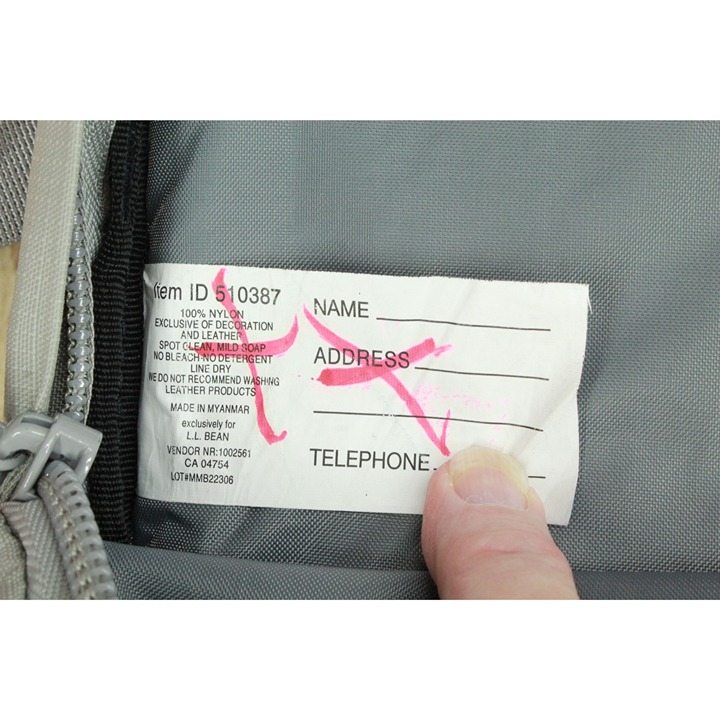 Item ID 510387
100% NYLON
EXCLUSIVE OF DECORATION
AND LEATHER
SPOT CLEAN, MILD SOAP
NO BLEACH-NO DETERGENT
LINE DRY
WE DO NOT RECOMMEND WASHING
LEATHER PRODUCTS
MADE IN MYANMAR
exclusively for
L.L. BEAN
VENDOR NR:1002561
CA 04754
LOT#MMB22306
NAME
ADDRESS
TELEPHONE